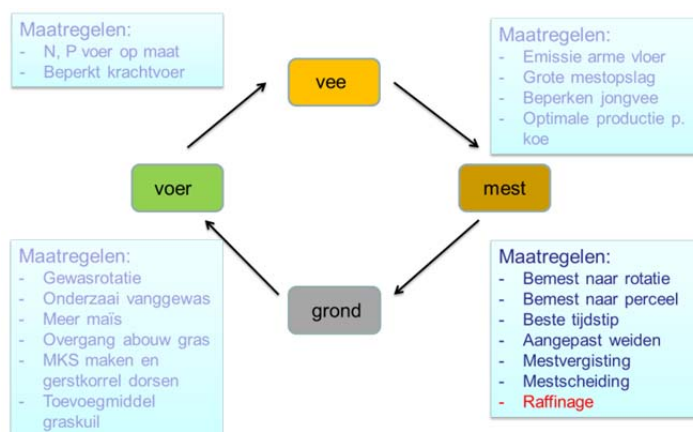 Maatregelen:
- N, P voer op maat
- Beperkt krachtvoer
vee
Maatregelen:
- Emissie arme vloer
- Grote mestopslag
- Beperken jongvee
- Optimale productie p.
koe
voer
mest
grond
Maatregelen:
- Gewasrotatie
- Onderzaai vanggewas
- Meer maïs
- Overgang abouw gras
- MKS maken en
gerstkorrel dorsen
- Toevoegmiddel
graskuil
Maatregelen:
- Bemest naar rotatie
- Bemest naar perceel
- Beste tijdstip
- Aangepast weiden
- Mestvergisting
- Mestscheiding
- Raffinage